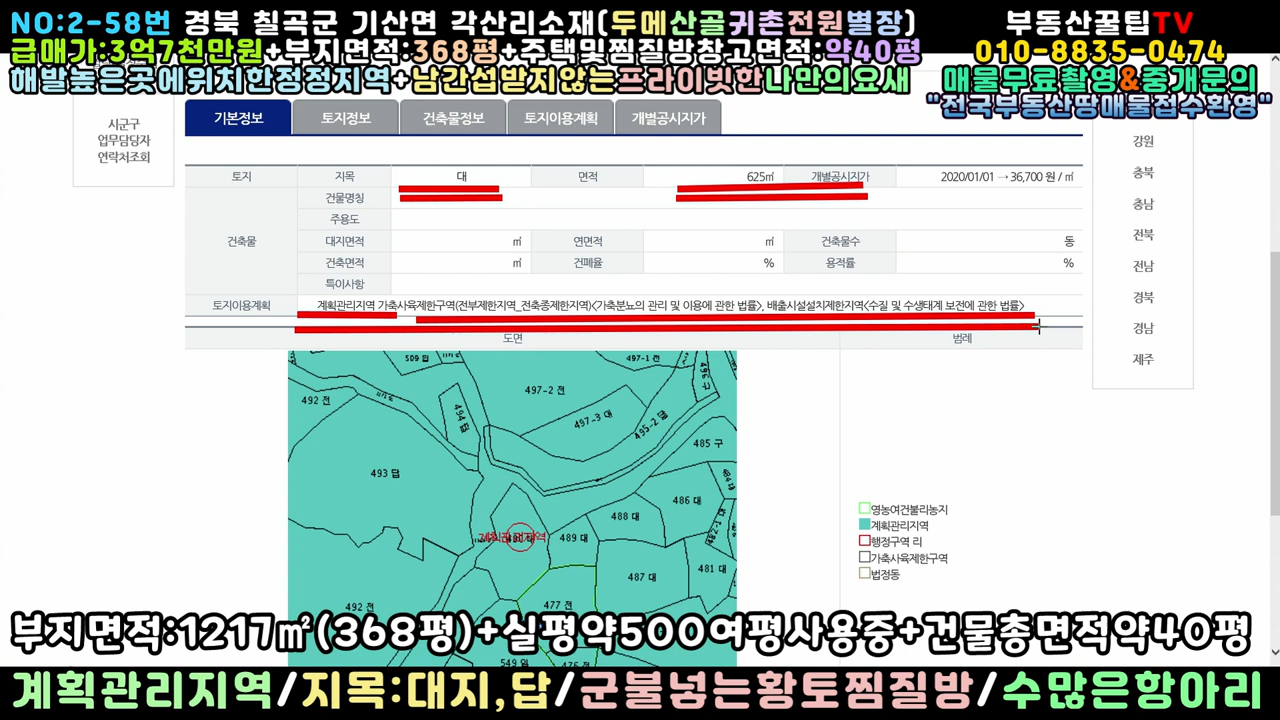 NO:2-58번 경북 칠곡군 기산면 각산리소재(두메산골귀촌전원별장)
급매가:3억7천만원+부지면적:368평+주택및찜질방창고면적:약40평
해발높은곳에위치한정정지역+남간섭받지않는프라이빗한나만의요새
부동산꿀팁TV
010-8835-0474
매물무료촬영&중개문의
"전국부동산땅매물접수환영"
시군구
업무담당자
연락처조회
기본정보 토지정보 건축물정보 토지이용계획 개별공시지가
토지 지목 대 면적 625㎡ 개별공시지가 2020/01/01 → 36,700 원 / ㎡
건물명칭
주용도
건축물 대지면적 ㎡ 연면적 ㎡ 건축물수 동
건축면적 ㎡ 건폐율 % 용적률 %
특이사항
토지이용계획 계획관리지역 가축사육제한구역(전부제한지역_전축종제한지역)<가축분뇨의 관리 및 이용에 관한 법률>, 배출시설설치제한지역<수질 및 수생태계 보전에 관한 법률>
도면 범례
강원
충북
충남
전북
전남
경북
경남
제주
509 임
497-1 전
496 구
497-2 전
492 전
494 답
497-3 대
495-2 답
485 구
493 답
484 답
486 대
488 대
482-1 대
계획관리지역
489 대
487 대
481 대
492 전
477 전
549 임
476 전
영농여건불리농지
계획관리지역
행정구역 리
가축사육제한구역
법정동
부지면적:1217㎡(368평)+실평약500여평사용중+건물총면적약40평
계획관리지역/지목:대지,답/군불넣는황토찜질방/수많은항아리